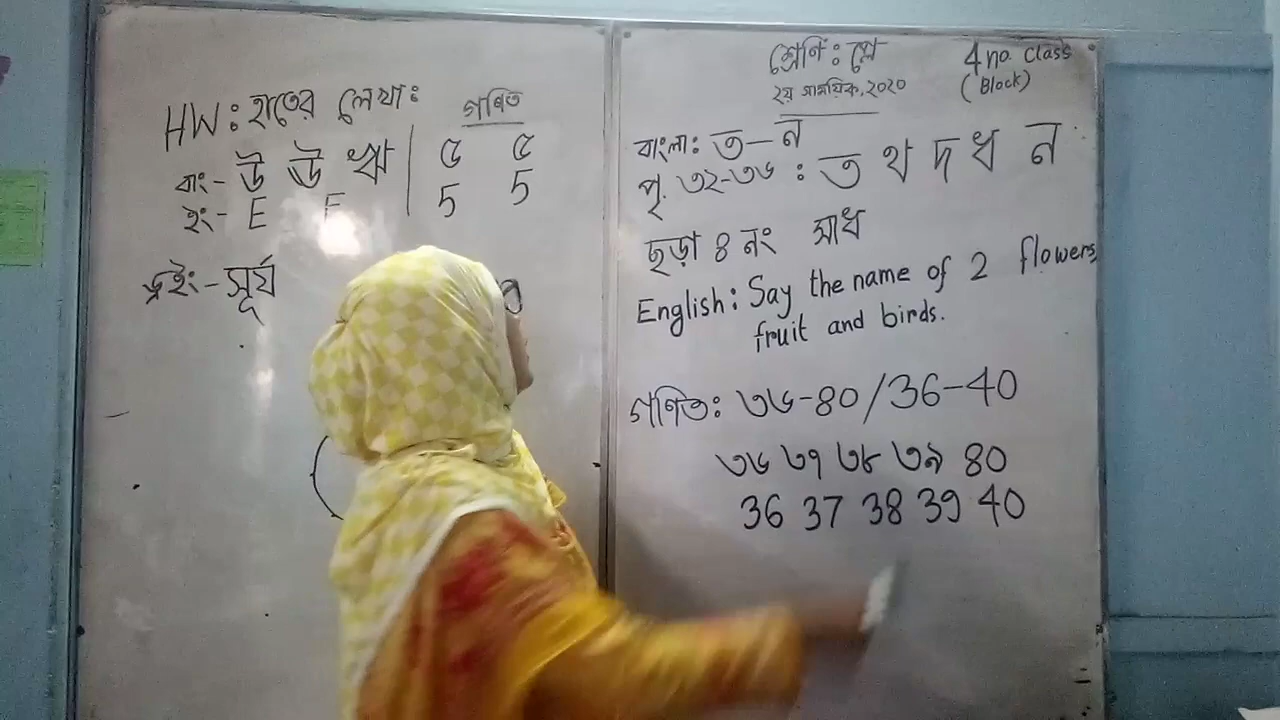 HW: হাতের লেখা:
গণিত
বাং- উ ঊ ঋ
৫ ৫
ইং- E F
5 5
ড্রইং- সূর্য
শ্রেণি: প্লে
4 no. Class
(Block)
২য় সাময়িক, ২০২০
বাংলা: ত-ন
পৃ. ৩২-৩৬ : ত থ দ ধ ন
ছড়া ৪ নং সাধ
English: Say the name of 2 flowers,
fruit and birds.
গণিত: ৩৬-৪০/36-40
৩৬ ৩৭ ৩৮ ৩৯ ৪০
36 37 38 39 40